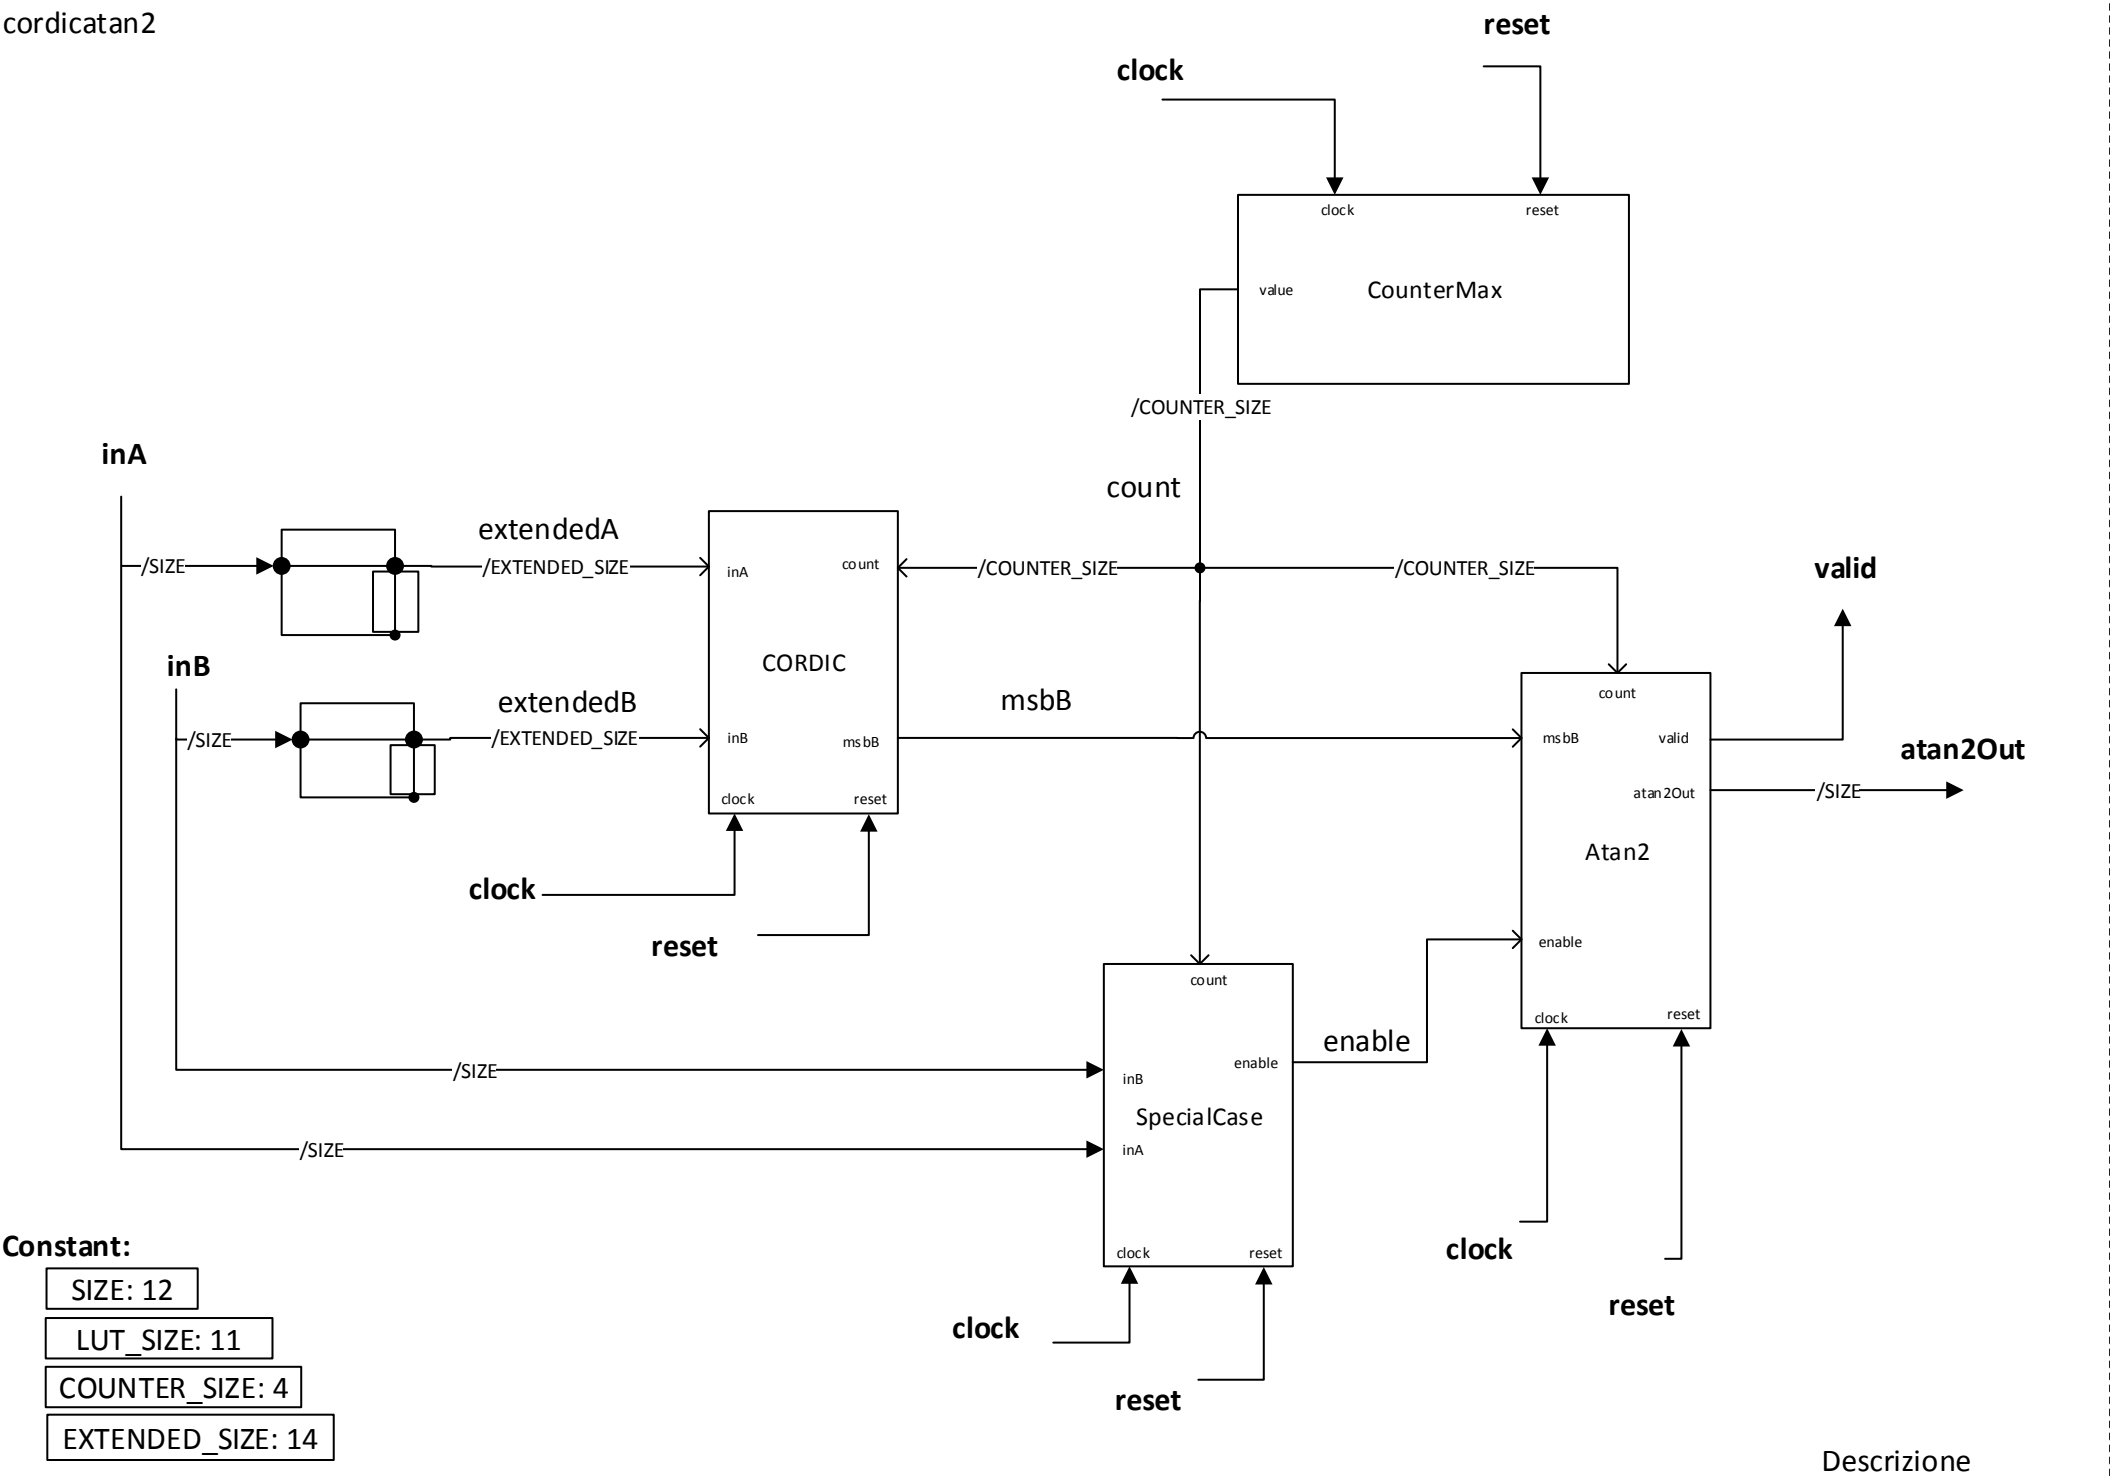 cordicatan2
reset
clock
clock
reset
value
CounterMax
/COUNTER_SIZE
inA
count
extendedA
/SIZE
/EXTENDED_SIZE
inA
count
/COUNTER_SIZE
/COUNTER_SIZE
valid
inB
CORDIC
extendedB
msbB
count
/SIZE
/EXTENDED_SIZE
inB
msbB
msbB
valid
atan2Out
clock
reset
atan2Out
/SIZE
Atan2
clock
reset
enable
count
clock
reset
enable
enable
/SIZE
inB
SpecialCase
/SIZE
inA
Constant:
clock
reset
clock
SIZE: 12
reset
LUT_SIZE: 11
clock
COUNTER_SIZE: 4
reset
EXTENDED_SIZE: 14
Descrizione